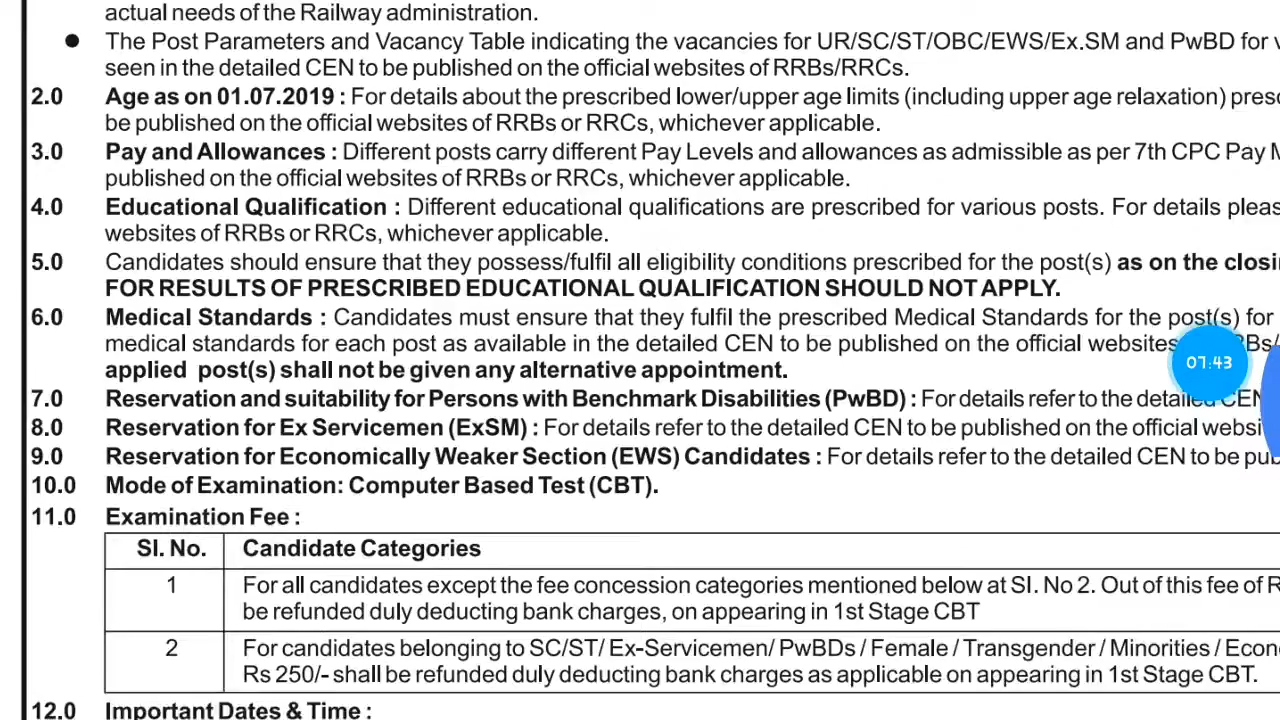 actual needs of the Railway administration.
● The Post Parameters and Vacancy Table indicating the vacancies for UR/SC/ST/OBC/EWS/Ex.SM and PwBD for
seen in the detailed CEN to be published on the official websites of RRBs/RRCs.
2.0 Age as on 01.07.2019 : For details about the prescribed lower/upper age limits (including upper age relaxation)
be published on the official websites of RRBs or RRCs, whichever applicable.
3.0 Pay and Allowances : Different posts carry different Pay Levels and allowances as admissible as per 7th CPC Pay
published on the official websites of RRBs or RRCs, whichever applicable.
4.0 Educational Qualification : Different educational qualifications are prescribed for various posts. For details
websites of RRBs or RRCs, whichever applicable.
5.0 Candidates should ensure that they possess/fulfil all eligibility conditions prescribed for the post(s) as on the
FOR RESULTS OF PRESCRIBED EDUCATIONAL QUALIFICATION SHOULD NOT APPLY.
6.0 Medical Standards : Candidates must ensure that they fulfil the prescribed Medical Standards for the post(s) for
medical standards for each post as available in the detailed CEN to be published on the official websites
07:43
applied post(s) shall not be given any alternative appointment.
7.0 Reservation and suitability for Persons with Benchmark Disabilities (PwBD) : For details refer to the detailed CEN
8.0 Reservation for Ex Servicemen (ExSM) : For details refer to the detailed CEN to be published on the official
9.0 Reservation for Economically Weaker Section (EWS) Candidates : For details refer to the detailed CEN to be
10.0 Mode of Examination: Computer Based Test (CBT).
11.0 Examination Fee :
SI. No. Candidate Categories
1 For all candidates except the fee concession categories mentioned below at SI. No 2. Out of this fee of
be refunded duly deducting bank charges, on appearing in 1st Stage CBT
2 For candidates belonging to SC/ST/ Ex-Servicemen/ PwBDs / Female / Transgender / Minorities /
Rs 250/- shall be refunded duly deducting bank charges as applicable on appearing in 1st Stage CBT.
12.0 Important Dates & Time :